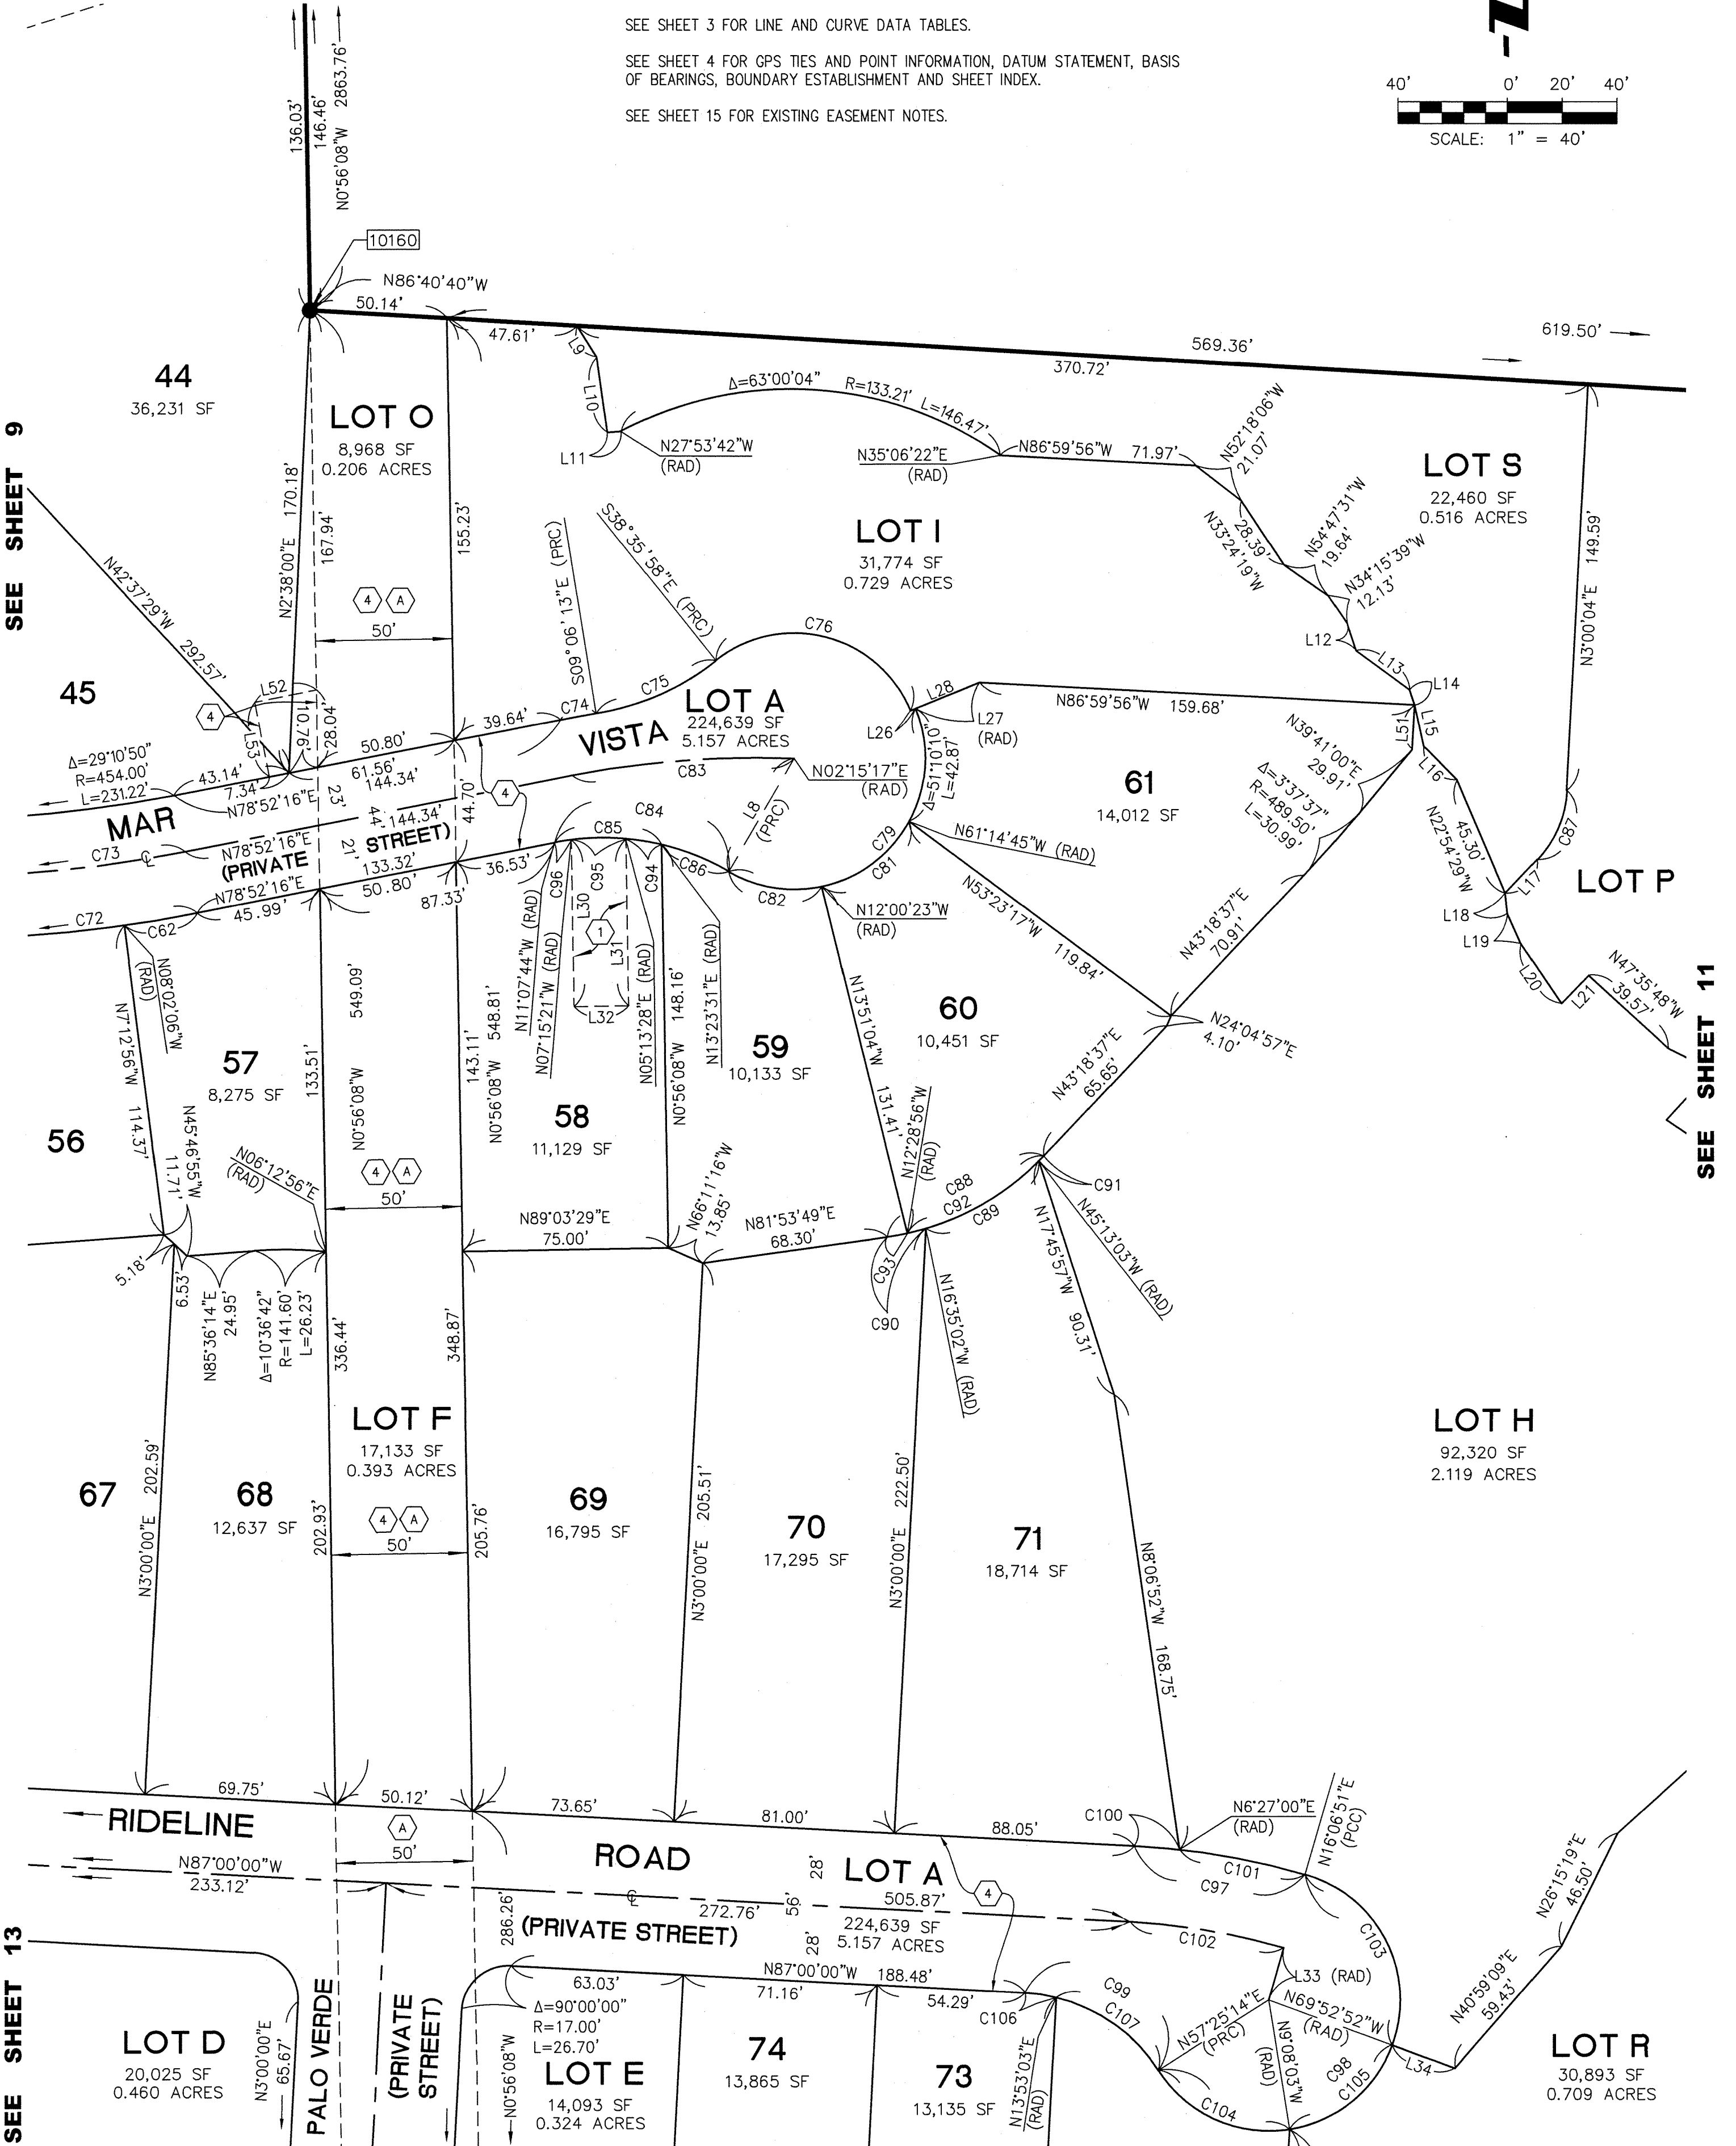 SEE SHEET 3 FOR LINE AND CURVE DATA TABLES.
SEE SHEET 4 FOR GPS TIES AND POINT INFORMATION, DATUM STATEMENT, BASIS
OF BEARINGS, BOUNDARY ESTABLISHMENT AND SHEET INDEX.
SEE SHEET 15 FOR EXISTING EASEMENT NOTES.
40' 0' 20' 40'
SCALE: 1" = 40'
136.03'
146.46'
N0°56'08"W 2863.76'
10160
N86°40'40"W
50.14'
47.61'
569.36'
370.72'
619.50'
SEE SHEET 9
44
36,231 SF
LOT O
8,968 SF
0.206 ACRES
N2°38'00"E 170.18'
167.94'
155.23'
4 A
50'
L9
L10
L11
N27°53'42"W
(RAD)
Δ=63°00'04" R=133.21' L=146.47'
N35°06'22"E
(RAD)
N86°59'56"W 71.97'
N52°18'06"W
21.07'
28.39'
N33°24'19"W
N54°47'31"W
19.64'
N34°15'39"W
12.13'
L12
L13
L14
L15
L51
L16
LOT S
22,460 SF
0.516 ACRES
N3°00'04"E 149.59'
LOT I
31,774 SF
0.729 ACRES
S09°06'13"E (PRC)
S38°35'58"E (PRC)
C76
C75
C74
39.64'
N42°37'29"W 292.57'
45
L52
4
L53
10.76'
28.04'
Δ=29°10'50"
R=454.00'
L=231.22'
43.14'
7.34'
N78°52'16"E
50.80'
61.56'
144.34'
LOT A
224,639 SF
5.157 ACRES
MAR
VISTA
(PRIVATE STREET)
C73
℄
N78°52'16"E
144.34'
23'
44'
21'
44.70'
4
C83
N02°15'17"E
(RAD)
L8
(PRC)
L26
L27
(RAD)
L28
N86°59'56"W 159.68'
Δ=51°10'10"
L=42.87'
61
14,012 SF
N39°41'00"E
29.91'
Δ=3°37'37"
R=489.50'
L=30.99'
N43°18'37"E
70.91'
N22°54'29"W
45.30'
C87
L17
L18
L19
L20
L21
LOT P
N47°35'48"W
39.57'
SEE SHEET 11
C72
C62
N78°52'16"E
45.99'
133.32'
50.80'
87.33'
36.53'
C84
C85
C96
C95
C94
C86
C82
C81
C79
N61°14'45"W (RAD)
N53°23'17"W 119.84'
N12°00'23"W
(RAD)
L30
L31
L32
1
N11°07'44"W (RAD)
N07°15'21"W (RAD)
N05°13'28"E (RAD)
N13°23'31"E (RAD)
N08°02'06"W
(RAD)
N7°12'56"W 114.37'
56
57
8,275 SF
133.51'
549.09'
N0°56'08"W
143.11'
N0°56'08"W 548.81'
58
11,129 SF
N0°56'08"W 148.16'
59
10,133 SF
N13°51'04"W 131.41'
60
10,451 SF
N24°04'57"E
4.10'
N43°18'37"E
65.65'
N45°46'55"W
11.71'
N06°12'56"E
(RAD)
4 A
50'
N89°03'29"E
75.00'
N66°11'16"W
13.85'
N81°53'49"E
68.30'
N12°28'56"W
(RAD)
C88
C92
C89
C91
C93
C90
N45°13'03"W (RAD)
N17°45'57"W 90.31'
N16°35'02"W (RAD)
5.18'
6.53'
N85°36'14"E
24.95'
Δ=10°36'42"
R=141.60'
L=26.23'
336.44'
348.87'
LOT F
17,133 SF
0.393 ACRES
4 A
50'
LOT H
92,320 SF
2.119 ACRES
67
N3°00'00"E 202.59'
68
12,637 SF
202.93'
205.76'
69
16,795 SF
N3°00'00"E 205.51'
70
17,295 SF
N3°00'00"E 222.50'
71
18,714 SF
N8°06'52"W 168.75'
69.75'
50.12'
73.65'
81.00'
88.05'
C100
N6°27'00"E
(RAD)
N16°06'51"E
(PCC)
RIDELINE
ROAD
A
50'
LOT A
224,639 SF
5.157 ACRES
28'
56'
28'
505.87'
4
C101
C97
C102
C103
N87°00'00"W
233.12'
℄
272.76'
(PRIVATE STREET)
286.26'
L33 (RAD)
N57°25'14"E
(PRC)
N69°52'52"W
(RAD)
N9°08'03"W
(RAD)
C98
C105
C104
L34
N26°15'19"E
46.50'
N40°59'09"E
59.43'
LOT R
30,893 SF
0.709 ACRES
SEE SHEET 13
LOT D
20,025 SF
0.460 ACRES
N3°00'00"E
65.67'
PALO VERDE
(PRIVATE
STREET)
63.03'
N87°00'00"W 188.48'
71.16'
54.29'
Δ=90°00'00"
R=17.00'
L=26.70'
N0°56'08"W
LOT E
14,093 SF
0.324 ACRES
74
13,865 SF
73
13,135 SF
C106
C99
C107
N13°53'03"E
(RAD)